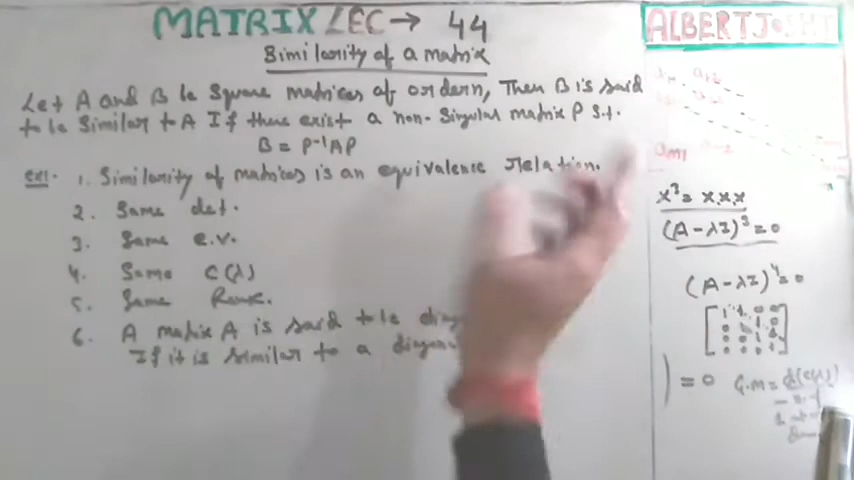 MATRIX LEC → 44
ALBERTJOSHI
Similarity of a matrix
Let A and B be Square matrices of order n, Then B is said
to be Similar to A If there exist a non-Singular matrix P s.t.
B = P⁻¹AP
1. Similarity of matrices is an equivalence relation.
2. Same det.
3. Same e.v.
4. Same C(λ)
5. Same Rank.
6. A matrix A is said to be diag
If it is similar to a diagon
x³ = x.x.x
(A-λI)³ = 0
(A-λI)⁴ = 0
) = 0 G.M =